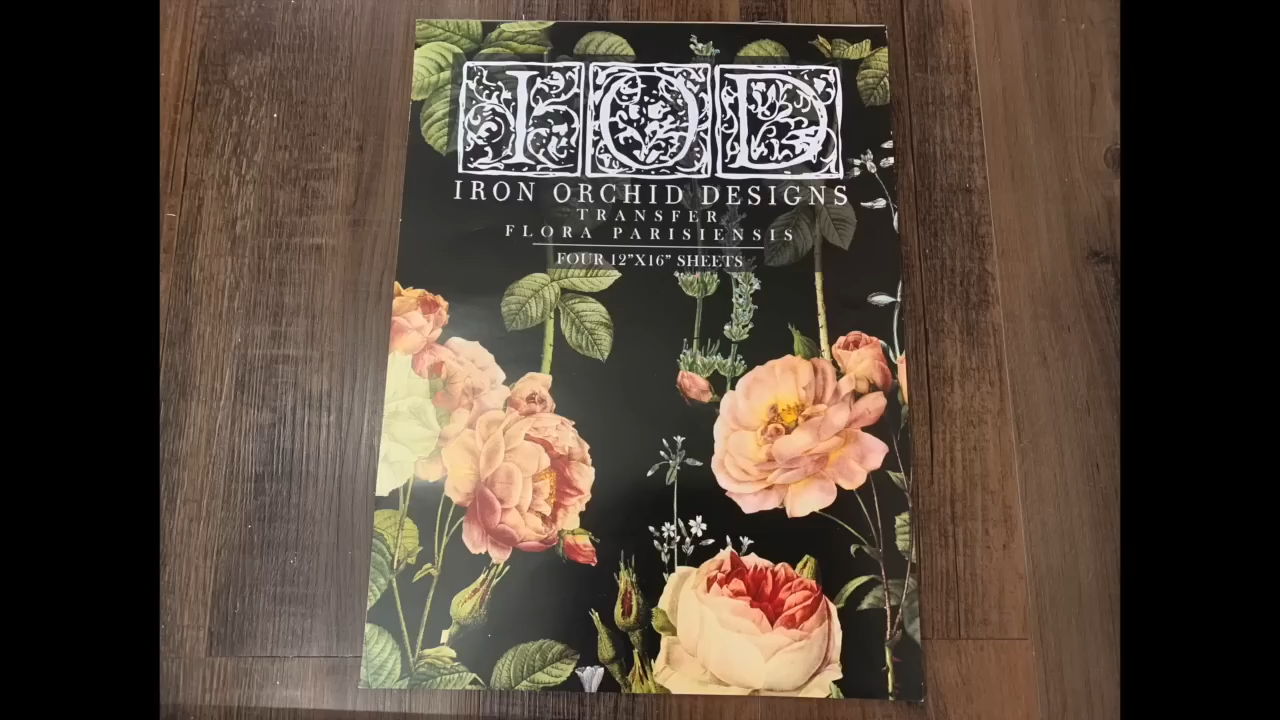 IOD
IRON ORCHID DESIGNS
TRANSFER
FLORA PARISIENSIS
FOUR 12”X16” SHEETS